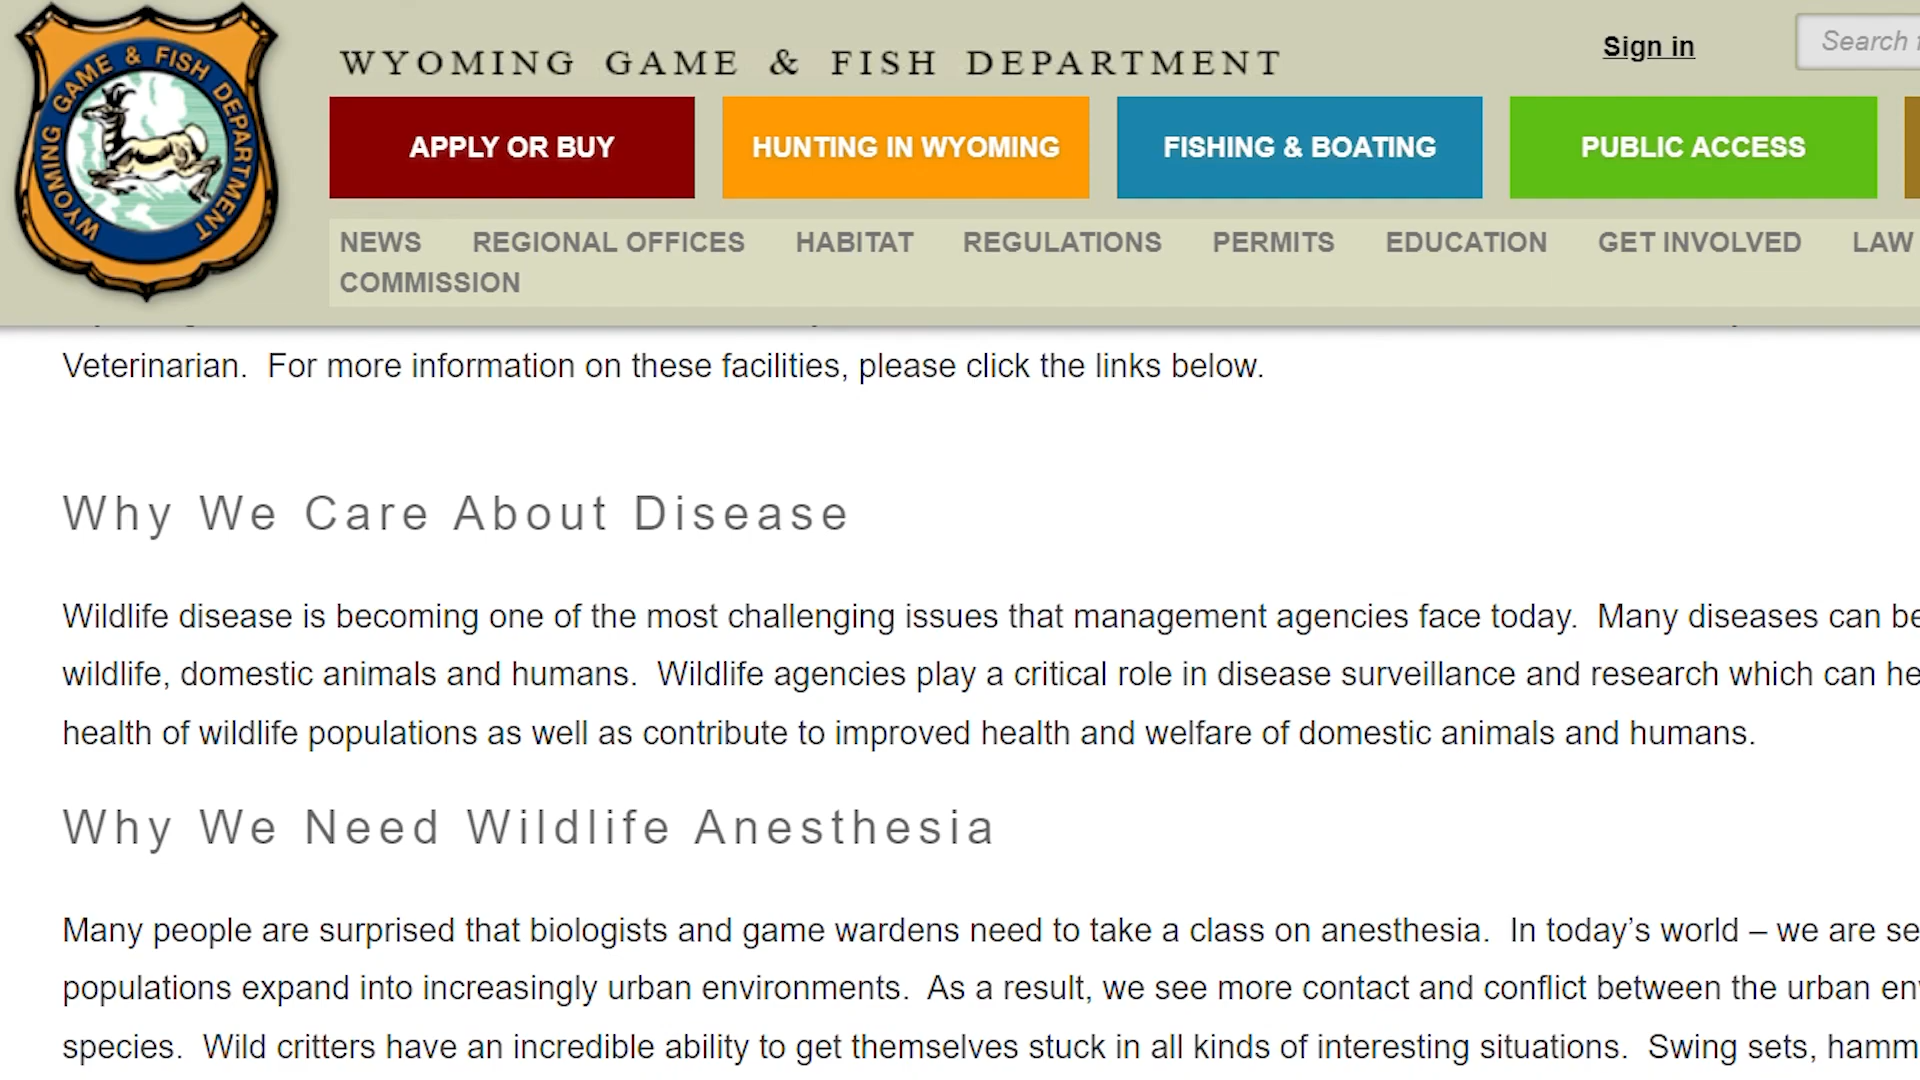 WYOMING GAME & FISH DEPARTMENT
WYOMING GAME & FISH DEPARTMENT
Sign in
Search
APPLY OR BUY
HUNTING IN WYOMING
FISHING & BOATING
PUBLIC ACCESS
NEWS REGIONAL OFFICES HABITAT REGULATIONS PERMITS EDUCATION GET INVOLVED LAW
COMMISSION
Veterinarian. For more information on these facilities, please click the links below.
Why We Care About Disease
Wildlife disease is becoming one of the most challenging issues that management agencies face today. Many diseases can be
wildlife, domestic animals and humans. Wildlife agencies play a critical role in disease surveillance and research which can
health of wildlife populations as well as contribute to improved health and welfare of domestic animals and humans.
Why We Need Wildlife Anesthesia
Many people are surprised that biologists and game wardens need to take a class on anesthesia. In today’s world – we are
populations expand into increasingly urban environments. As a result, we see more contact and conflict between the urban
species. Wild critters have an incredible ability to get themselves stuck in all kinds of interesting situations. Swing sets,